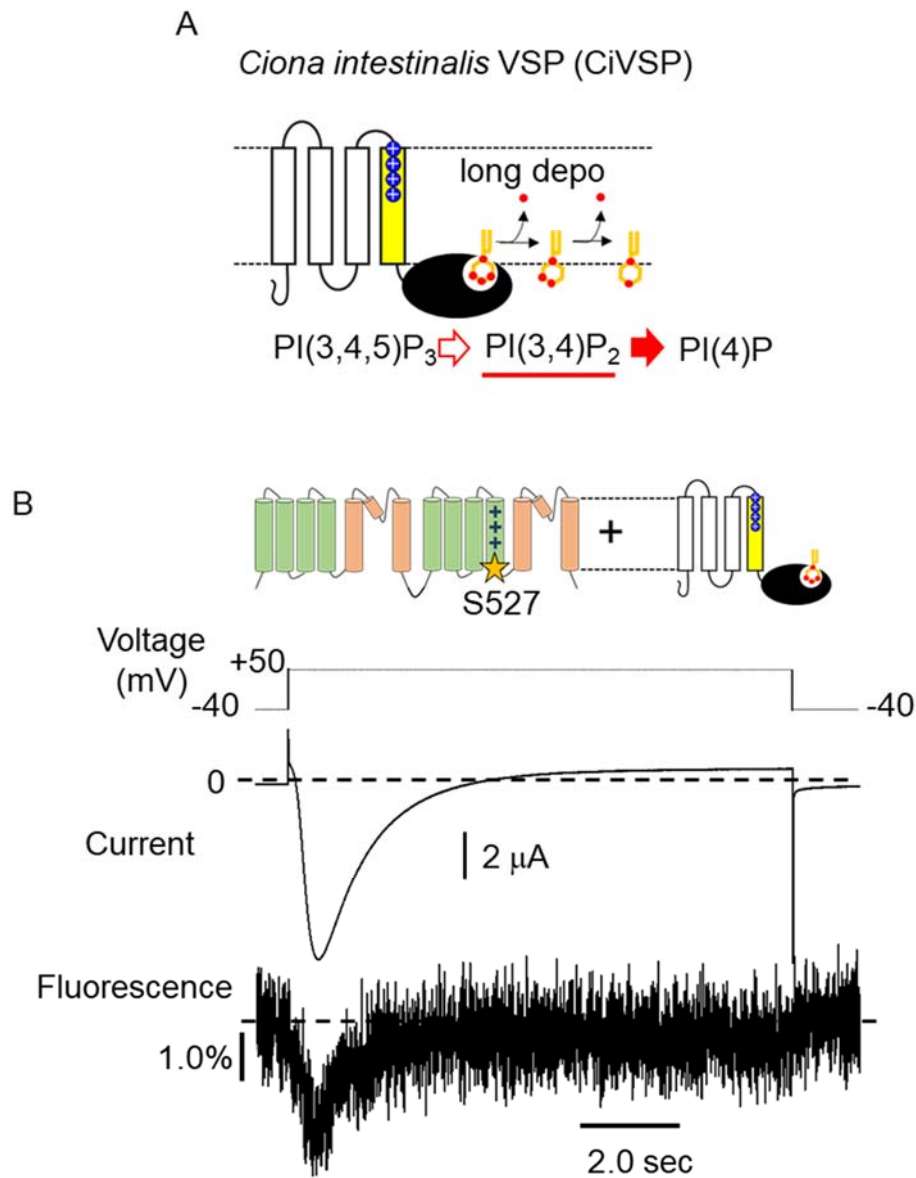 A
Ciona intestinalis VSP (CiVSP)
long depo
PI(3,4,5)P₃ PI(3,4)P₂ PI(4)P
B
+
S527
Voltage
(mV)
+50
-40
-40
0
Current
2 μA
Fluorescence
1.0%
2.0 sec